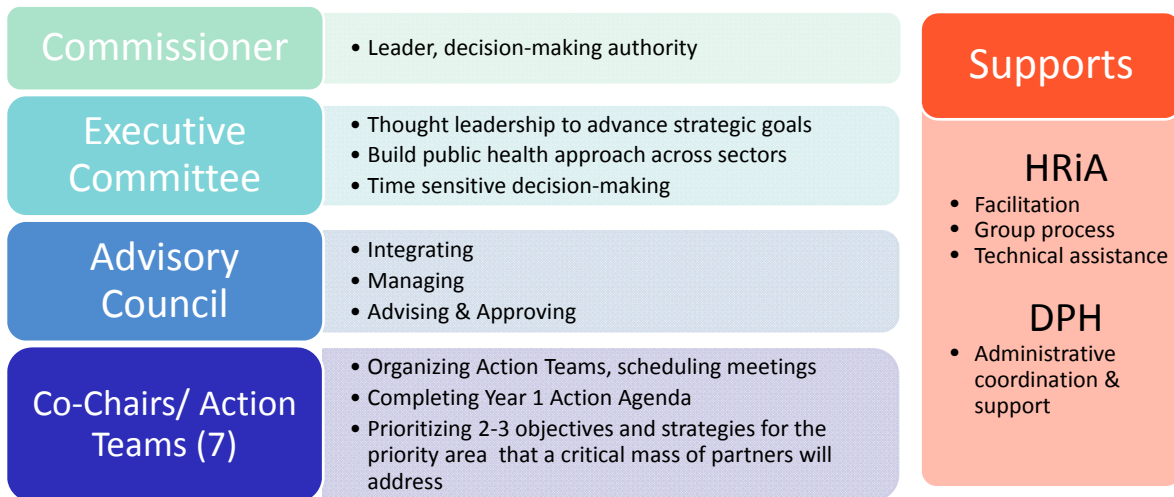 Commissioner
• Leader, decision-making authority
Executive
Committee
• Thought leadership to advance strategic goals
• Build public health approach across sectors
• Time sensitive decision-making
Advisory
Council
• Integrating
• Managing
• Advising & Approving
Co-Chairs/ Action
Teams (7)
• Organizing Action Teams, scheduling meetings
• Completing Year 1 Action Agenda
• Prioritizing 2-3 objectives and strategies for the
priority area that a critical mass of partners will
address
Supports
HRiA
• Facilitation
• Group process
• Technical assistance
DPH
• Administrative
coordination &
support